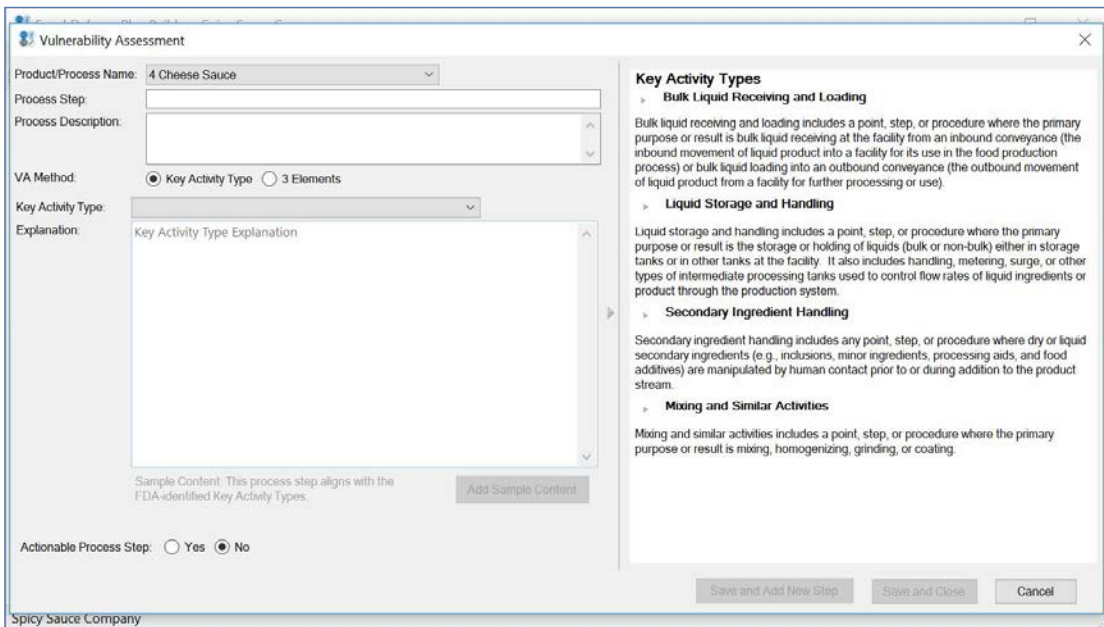 Vulnerability Assessment
Product/Process Name: 4 Cheese Sauce
Process Step:
Process Description:
VA Method: Key Activity Type 3 Elements
Key Activity Type:
Explanation: Key Activity Type Explanation
Sample Content: This process step aligns with the
FDA-identified Key Activity Types.
Add Sample Content
Actionable Process Step: Yes No
Key Activity Types
Bulk Liquid Receiving and Loading
Bulk liquid receiving and loading includes a point, step, or procedure where the primary
purpose or result is bulk liquid receiving at the facility from an inbound conveyance (the
inbound movement of liquid product into a facility for its use in the food production
process) or bulk liquid loading into an outbound conveyance (the outbound movement
of liquid product from a facility for further processing or use).
Liquid Storage and Handling
Liquid storage and handling includes a point, step, or procedure where the primary
purpose or result is the storage or holding of liquids (bulk or non-bulk) either in storage
tanks or in other tanks at the facility. It also includes handling, metering, surge, or other
types of intermediate processing tanks used to control flow rates of liquid ingredients or
product through the production system.
Secondary Ingredient Handling
Secondary ingredient handling includes any point, step, or procedure where dry or liquid
secondary ingredients (e.g., inclusions, minor ingredients, processing aids, and food
additives) are manipulated by human contact prior to or during addition to the product
stream.
Mixing and Similar Activities
Mixing and similar activities includes a point, step, or procedure where the primary
purpose or result is mixing, homogenizing, grinding, or coating.
Save and Add New Step Save and Close Cancel
Spicy Sauce Company